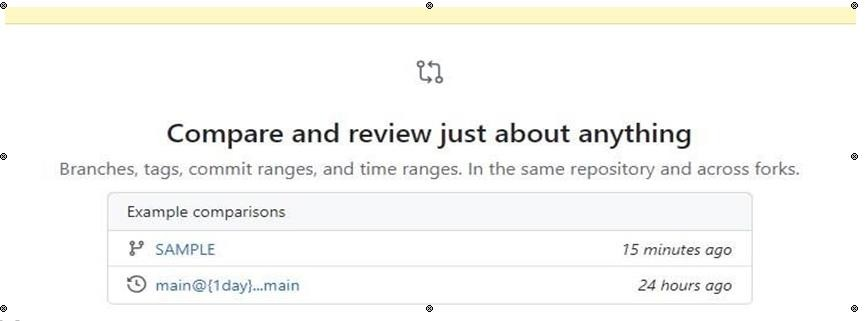 Compare and review just about anything
Branches, tags, commit ranges, and time ranges. In the same repository and across forks.
Example comparisons
SAMPLE 15 minutes ago
main@{1day}...main 24 hours ago